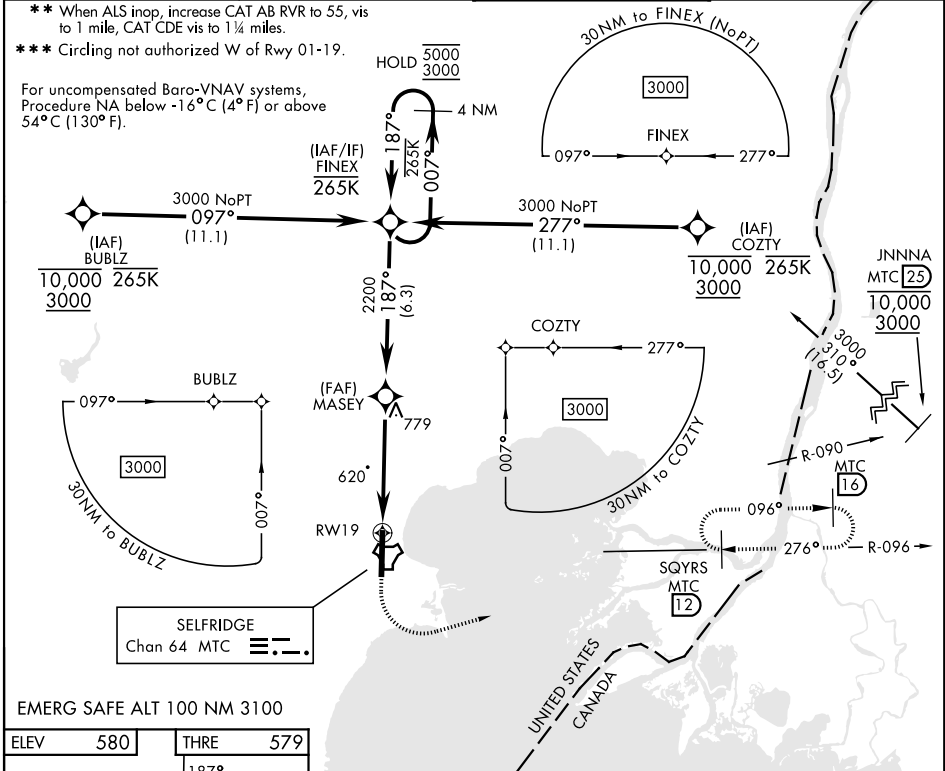 ** When ALS inop, increase CAT AB RVR to 55, vis
to 1 mile, CAT CDE vis to 1¼ miles.
*** Circling not authorized W of Rwy 01-19.
For uncompensated Baro-VNAV systems,
Procedure NA below -16°C (4°F) or above
54°C (130°F).
HOLD 5000
3000
4 NM
187°
265K
007°
30NM to FINEX (NoPT)
3000
FINEX
097°
277°
(IAF/IF)
FINEX
265K
3000 NoPT
097°
(11.1)
3000 NoPT
277°
(11.1)
(IAF)
BUBLZ
10,000 265K
3000
(IAF)
COZTY
10,000 265K
3000
JNNNA
MTC 25
10,000
3000
2200
187°
(6.3)
3000
310°
(16.5)
BUBLZ
097°
3000
007°
30NM to BUBLZ
(FAF)
MASEY
779
620°
COZTY
277°
3000
007°
30NM to COZTY
R-090
MTC
16
096°
276°
R-096
SQYRS
MTC
12
RW19
SELFRIDGE
Chan 64 MTC
UNITED STATES
CANADA
EMERG SAFE ALT 100 NM 3100
ELEV 580
THRE 579
187°